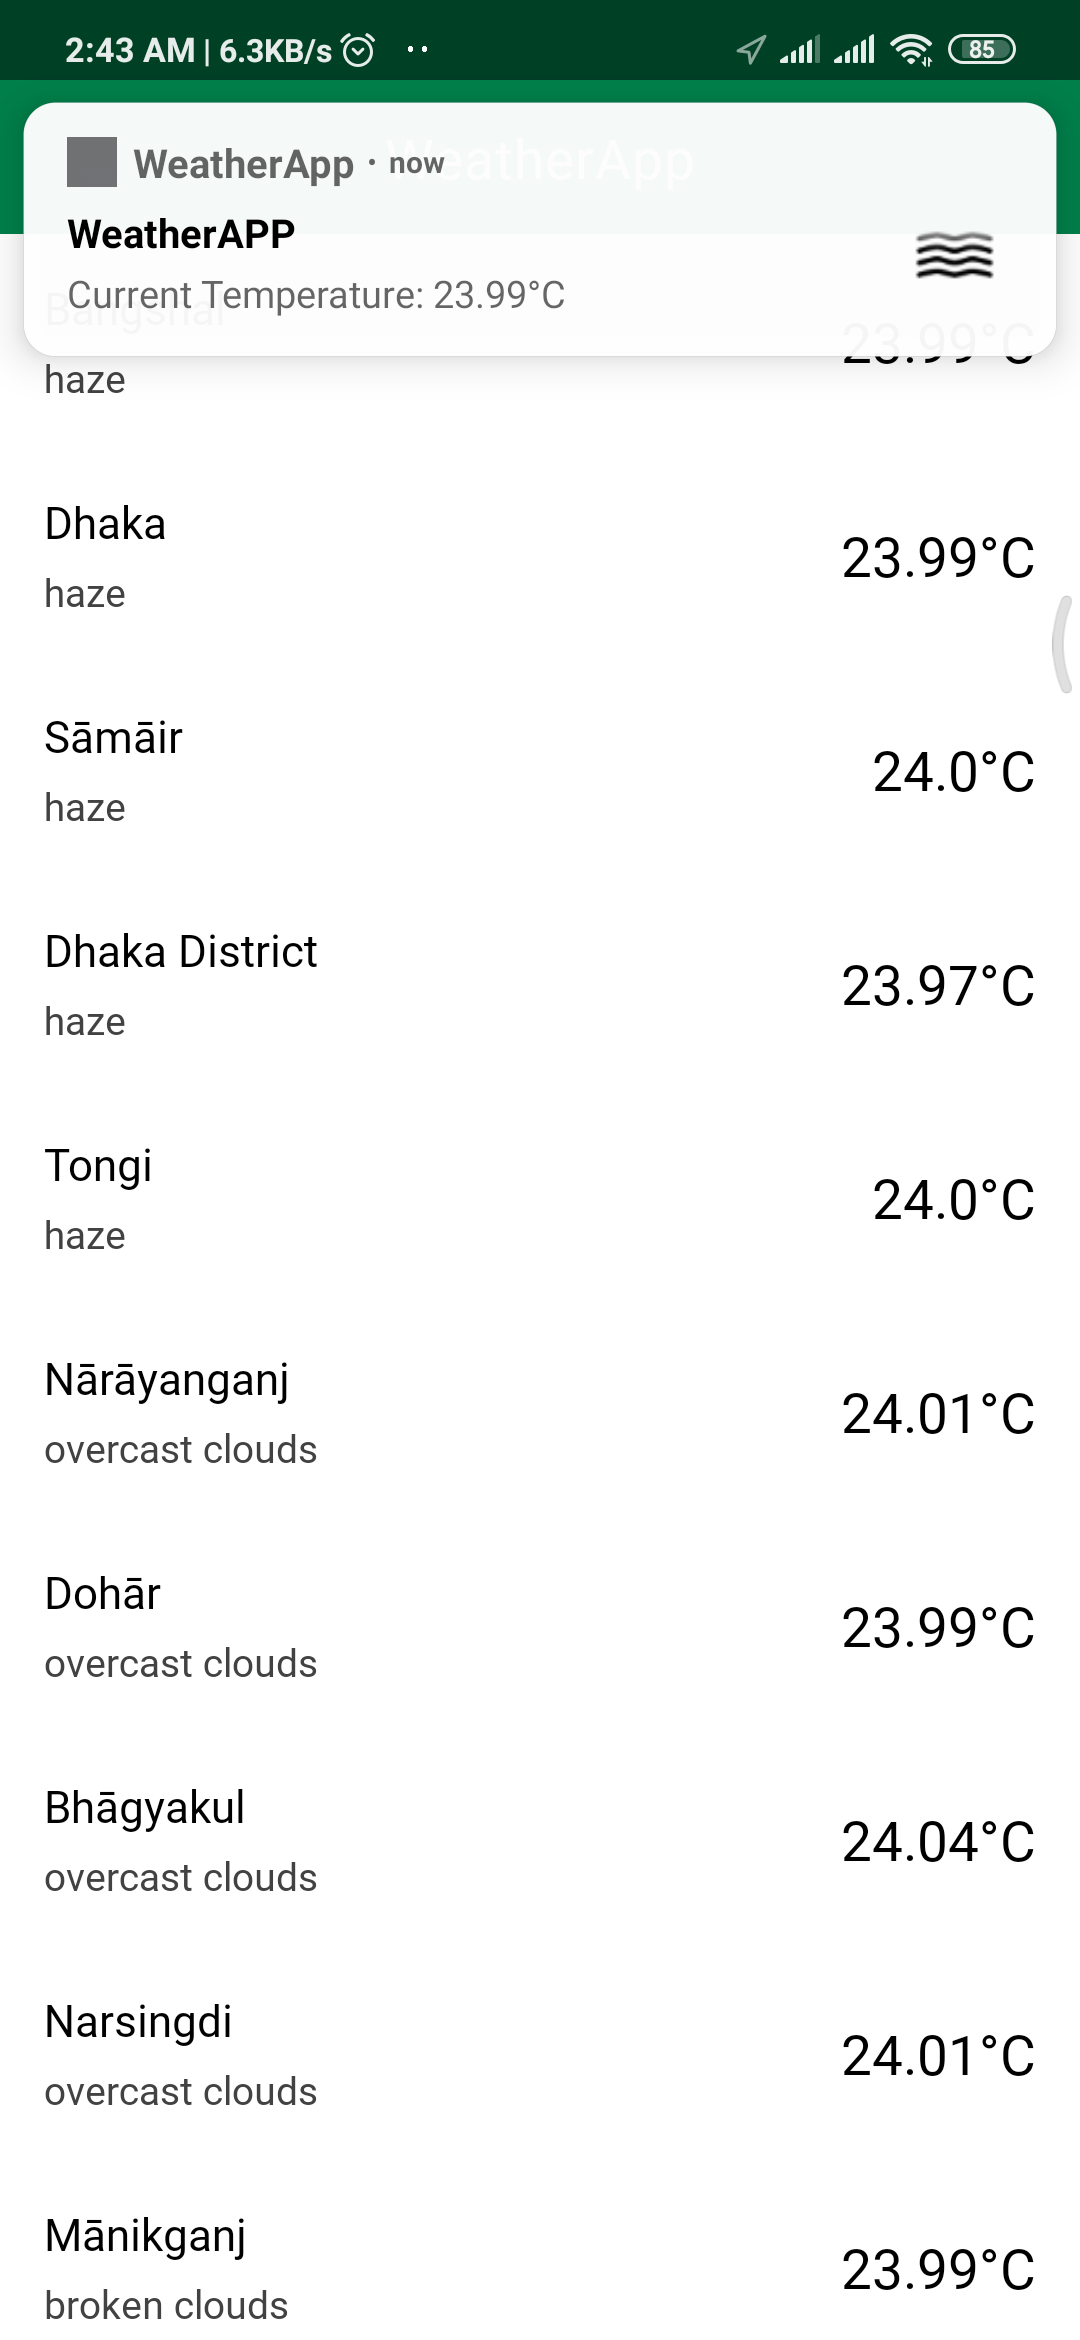 2:43 AM | 6.3KB/s
85
WeatherApp
WeatherApp • now
WeatherAPP
Current Temperature: 23.99°C
Bangshal
23.99°C
haze
Dhaka
23.99°C
haze
Sāmāir
24.0°C
haze
Dhaka District
23.97°C
haze
Tongi
24.0°C
haze
Nārāyanganj
24.01°C
overcast clouds
Dohār
23.99°C
overcast clouds
Bhāgyakul
24.04°C
overcast clouds
Narsingdi
24.01°C
overcast clouds
Mānikganj
23.99°C
broken clouds